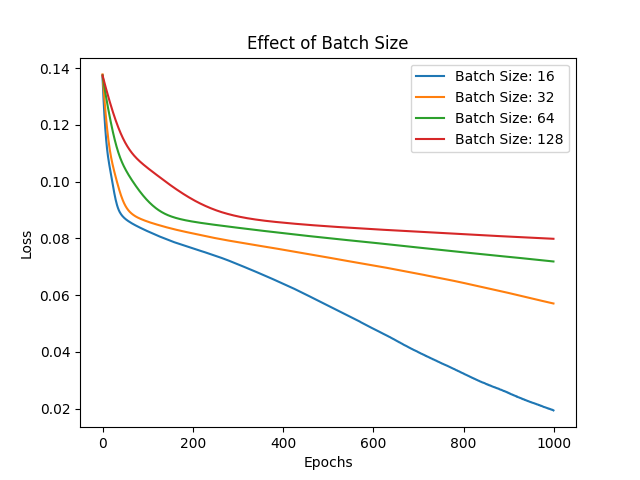 Effect of Batch Size
Batch Size: 16
Batch Size: 32
Batch Size: 64
Batch Size: 128
0.14
0.12
0.10
0.08
0.06
0.04
0.02
Loss
0 200 400 600 800 1000
Epochs